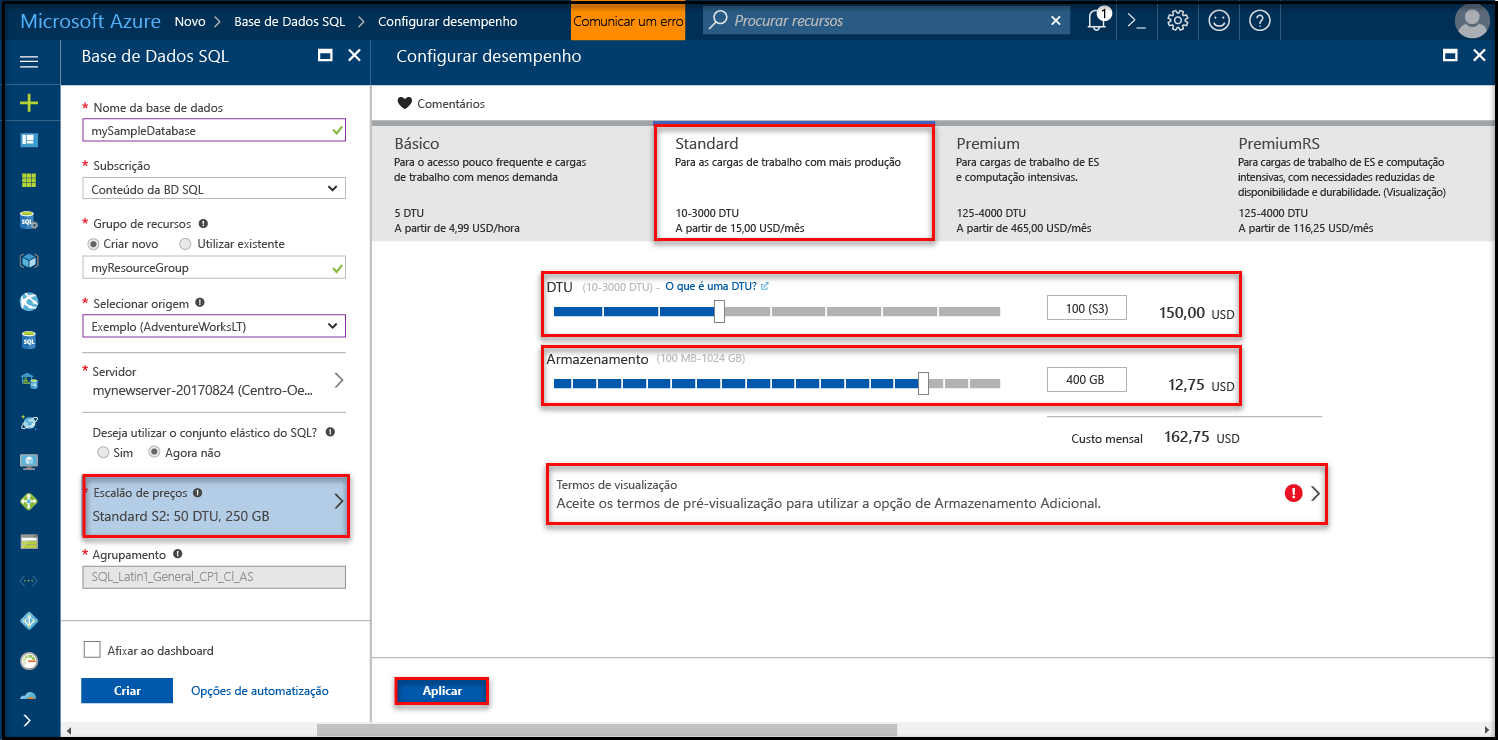 Microsoft Azure Novo > Base de Dados SQL > Configurar desempenho
Comunicar um erro
Procurar recursos
1
Base de Dados SQL
* Nome da base de dados
mySampleDatabase
* Subscrição
Conteúdo da BD SQL
* Grupo de recursos
Criar novo Utilizar existente
myResourceGroup
* Selecionar origem
Exemplo (AdventureWorksLT)
* Servidor
mynewserver-20170824 (Centro-Oe...
Deseja utilizar o conjunto elástico do SQL?
Sim Agora não
* Escalão de preços
Standard S2: 50 DTU, 250 GB
* Agrupamento
SQL_Latin1_General_CP1_CI_AS
Afixar ao dashboard
Criar Opções de automatização
Configurar desempenho
Comentários
Básico
Para o acesso pouco frequente e cargas
de trabalho com menos demanda
5 DTU
A partir de 4,99 USD/hora
Standard
Para as cargas de trabalho com mais produção
10-3000 DTU
A partir de 15,00 USD/mês
Premium
Para cargas de trabalho de ES
e computação intensivas.
125-4000 DTU
A partir de 465,00 USD/mês
PremiumRS
Para cargas de trabalho de ES e computação
intensivas, com necessidades reduzidas de
disponibilidade e durabilidade. (Visualização)
125-4000 DTU
A partir de 116,25 USD/mês
DTU (10-3000 DTU) - O que é uma DTU?
100 (S3) 150,00 USD
Armazenamento (100 MB-1024 GB)
400 GB 12,75 USD
Custo mensal 162,75 USD
Termos de visualização
Aceite os termos de pré-visualização para utilizar a opção de Armazenamento Adicional.
Aplicar